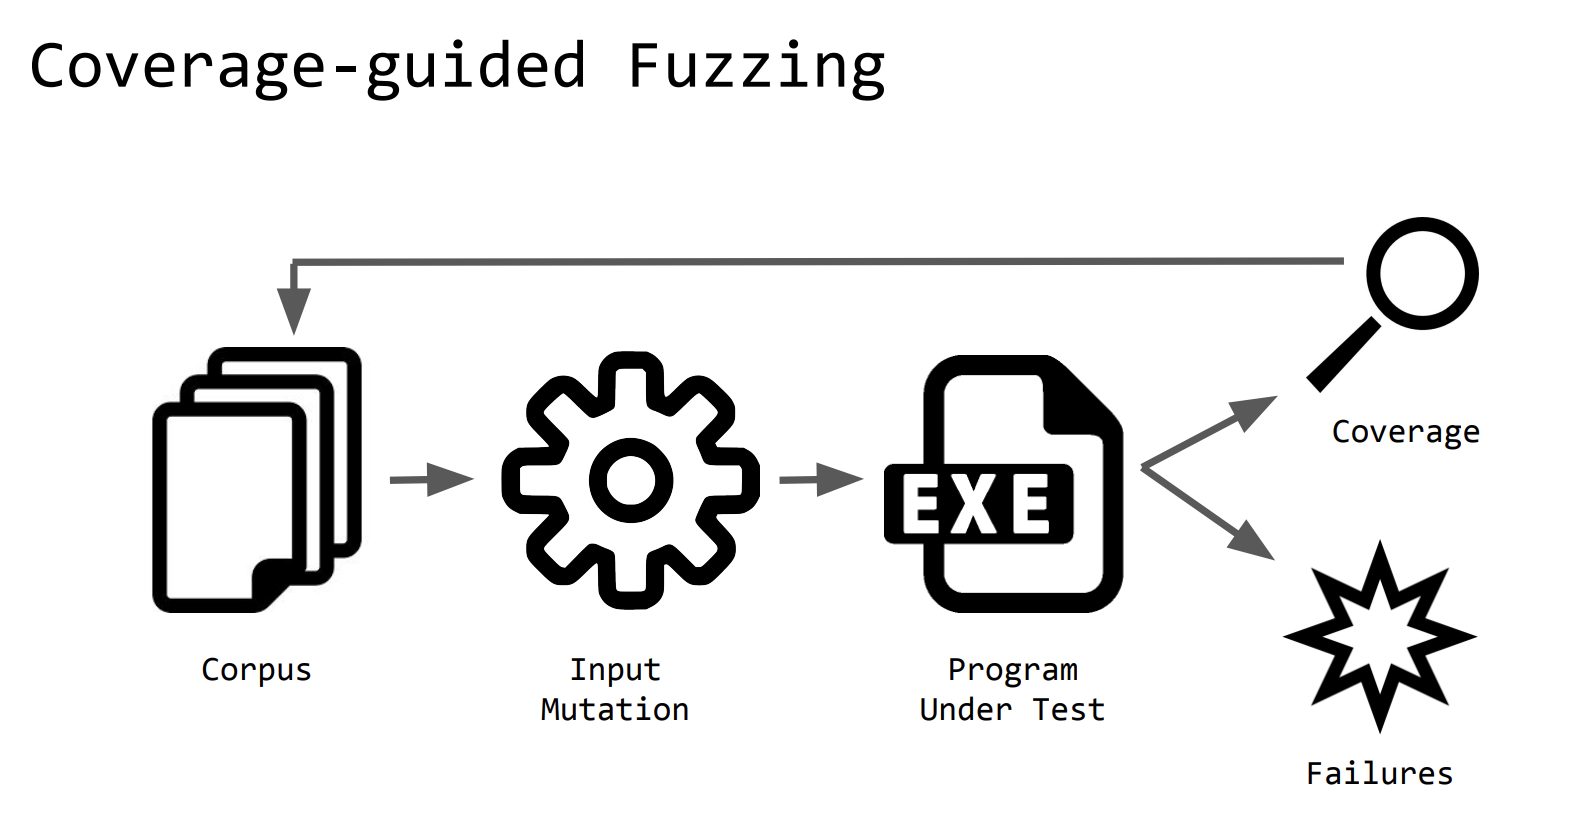 Coverage-guided Fuzzing
Coverage
EXE
Corpus
Input
Mutation
Program
Under Test
Failures